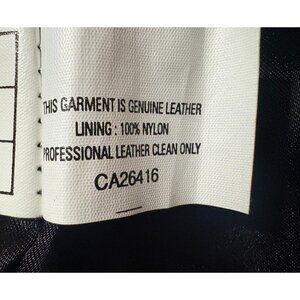 THIS GARMENT IS GENUINE LEATHER
LINING : 100% NYLON
PROFESSIONAL LEATHER CLEAN ONLY
CA26416